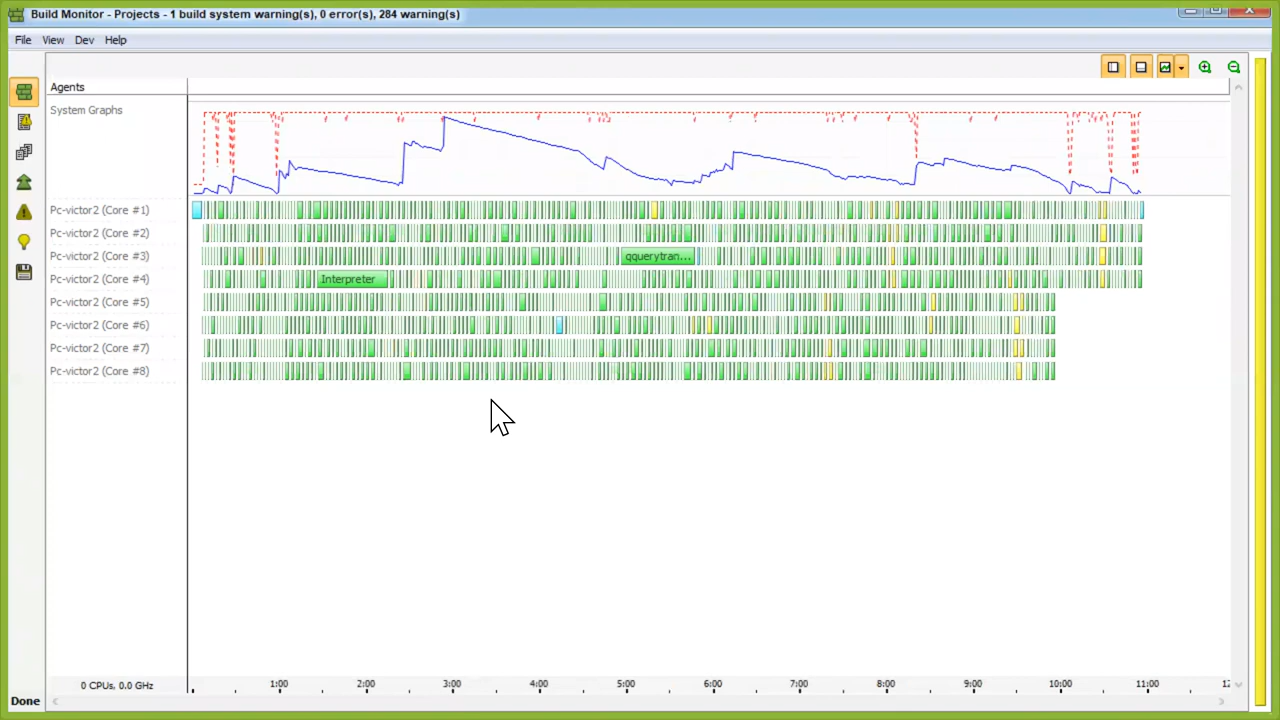 Build Monitor - Projects - 1 build system warning(s), 0 error(s), 284 warning(s)
File View Dev Help
Agents
System Graphs
Pc-victor2 (Core #1)
Pc-victor2 (Core #2)
Pc-victor2 (Core #3)
qquerytran...
Pc-victor2 (Core #4)
Interpreter
Pc-victor2 (Core #5)
Pc-victor2 (Core #6)
Pc-victor2 (Core #7)
Pc-victor2 (Core #8)
0 CPUs, 0.0 GHz
1:00 2:00 3:00 4:00 5:00 6:00 7:00 8:00 9:00 10:00 11:00
Done